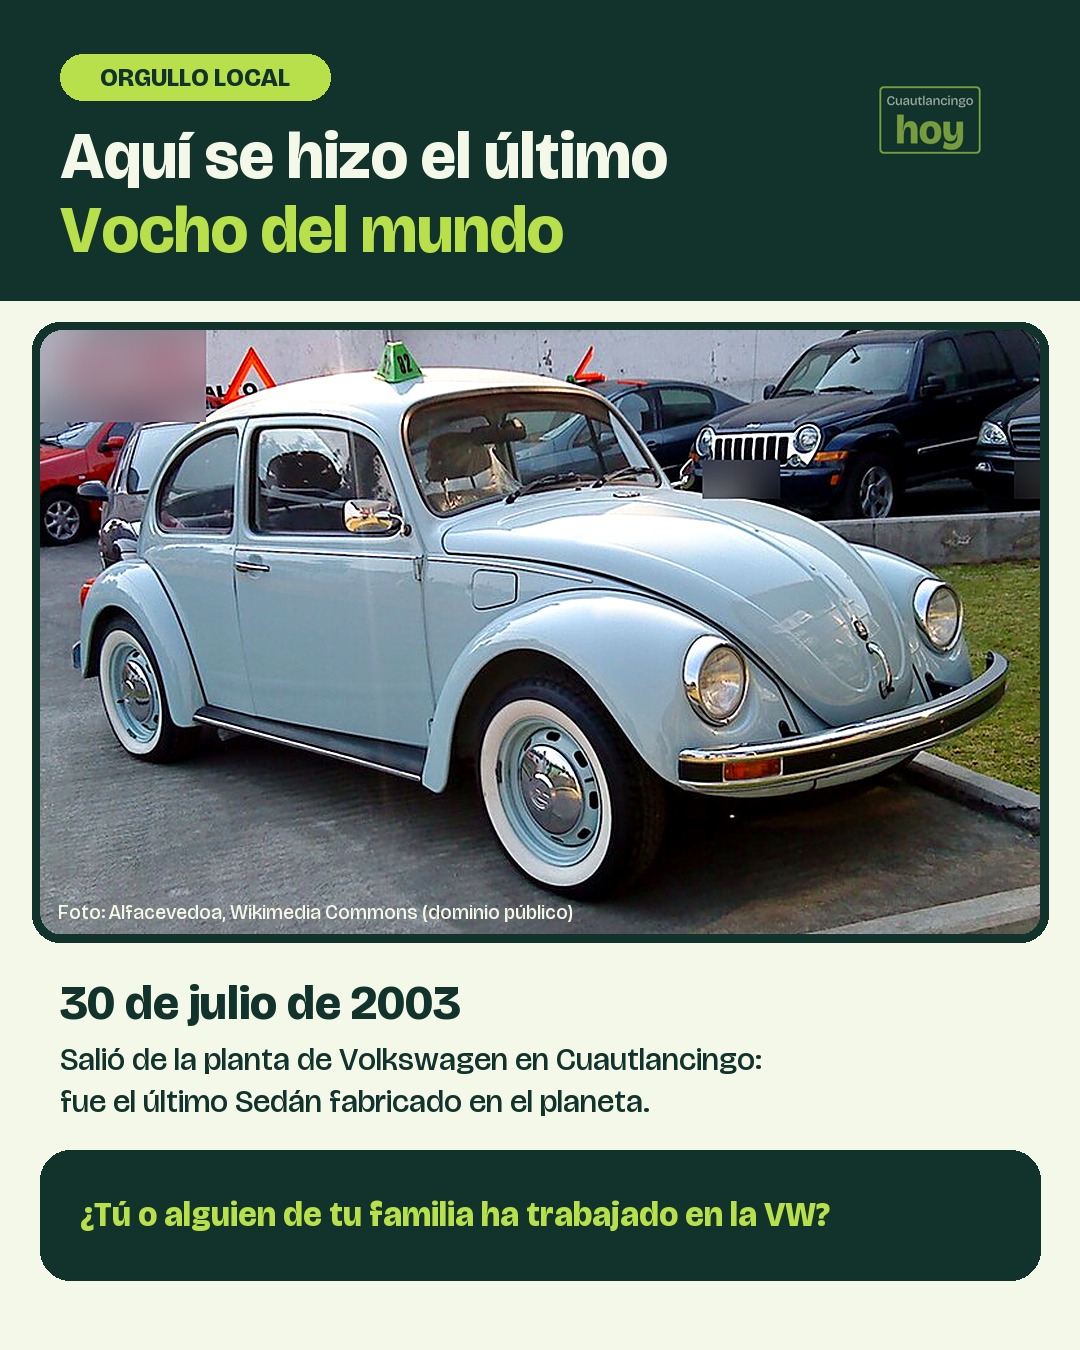 ORGULLO LOCAL
Aquí se hizo el último
Vocho del mundo
Cuautlancingo
hoy
ALTO
82
Foto: Alfacevedoa, Wikimedia Commons (dominio público)
30 de julio de 2003
Salió de la planta de Volkswagen en Cuautlancingo:
fue el último Sedán fabricado en el planeta.
¿Tú o alguien de tu familia ha trabajado en la VW?